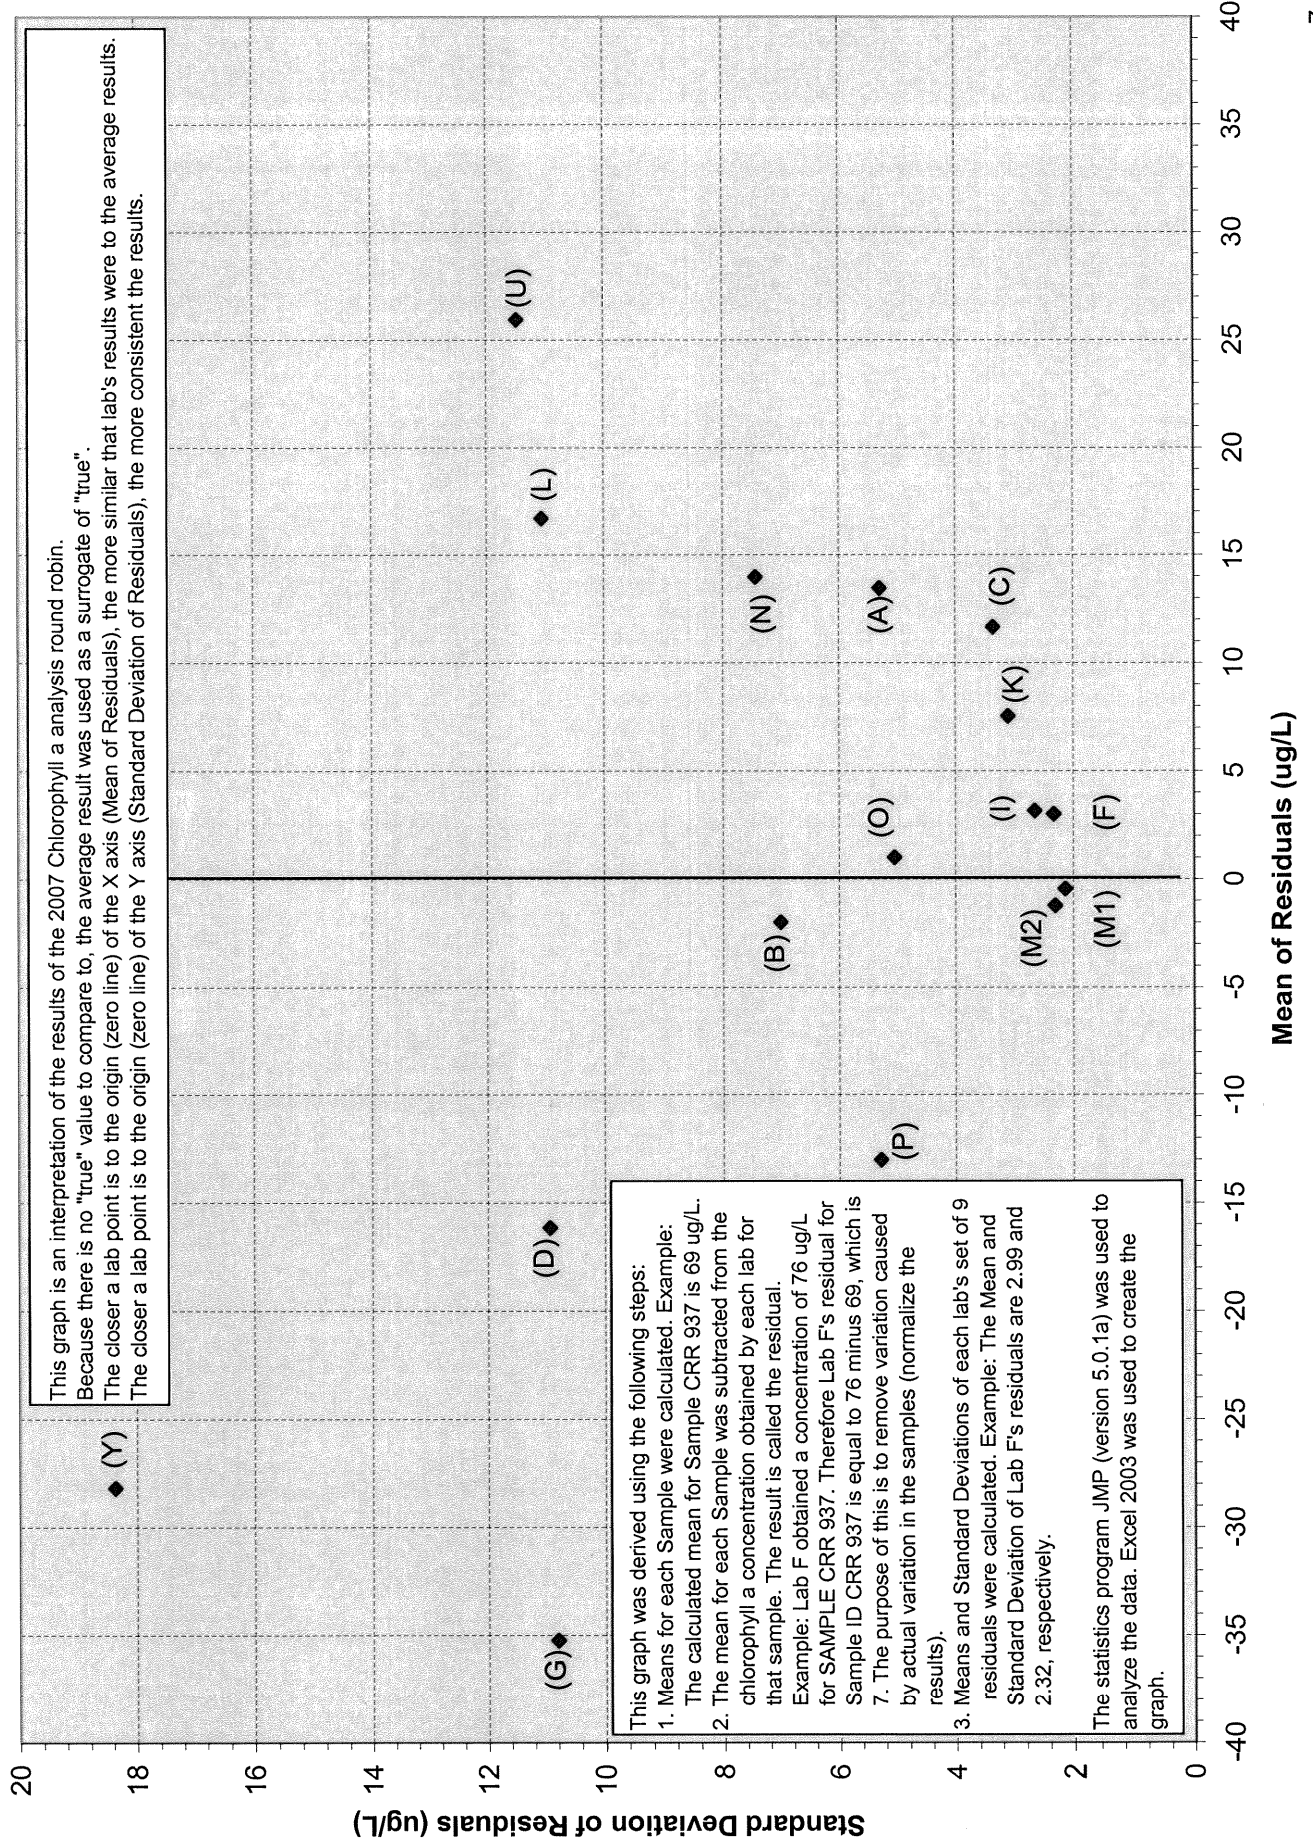 This graph is an interpretation of the results of the 2007 Chlorophyll a analysis round robin.
Because there is no "true" value to compare to, the average result was used as a surrogate of "true".
The closer a lab point is to the origin (zero line) of the X axis (Mean of Residuals), the more similar that lab's results were to the average results.
The closer a lab point is to the origin (zero line) of the Y axis (Standard Deviation of Residuals), the more consistent the results.
20
18
16
14
12
10
8
6
4
2
0
Standard Deviation of Residuals (ug/L)
(Y)
(G)
(D)
(U)
(L)
(N)
(A)
(C)
(K)
(B)
(O)
(P)
(I)
(F)
(M2)
(M1)
This graph was derived using the following steps:
1. Means for each Sample were calculated. Example:
The calculated mean for Sample CRR 937 is 69 ug/L.
2. The mean for each Sample was subtracted from the
chlorophyll a concentration obtained by each lab for
that sample. The result is called the residual.
Example: Lab F obtained a concentration of 76 ug/L
for SAMPLE CRR 937. Therefore Lab F's residual for
Sample ID CRR 937 is equal to 76 minus 69, which is
7. The purpose of this is to remove variation caused
by actual variation in the samples (normalize the
results).
3. Means and Standard Deviations of each lab's set of 9
residuals were calculated. Example: The Mean and
Standard Deviation of Lab F's residuals are 2.99 and
2.32, respectively.
The statistics program JMP (version 5.0.1a) was used to
analyze the data. Excel 2003 was used to create the
graph.
-40
-35
-30
-25
-20
-15
-10
-5
0
5
10
15
20
25
30
35
40
Mean of Residuals (ug/L)
7